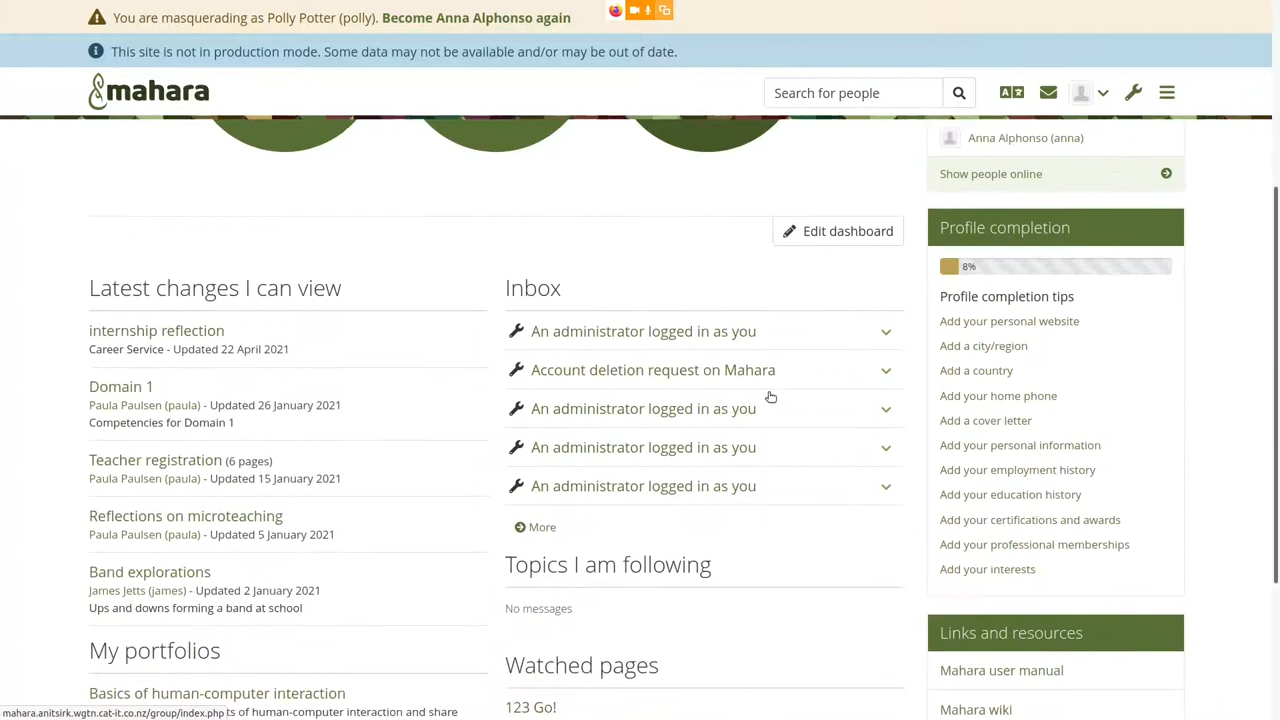 You are masquerading as Polly Potter (polly). Become Anna Alphonso again
This site is not in production mode. Some data may not be available and/or may be out of date.
mahara
Search for people
Anna Alphonso (anna)
Show people online
Edit dashboard
Latest changes I can view
internship reflection
Career Service - Updated 22 April 2021
Domain 1
Paula Paulsen (paula) - Updated 26 January 2021
Competencies for Domain 1
Teacher registration (6 pages)
Paula Paulsen (paula) - Updated 15 January 2021
Reflections on microteaching
Paula Paulsen (paula) - Updated 5 January 2021
Band explorations
James Jetts (james) - Updated 2 January 2021
Ups and downs forming a band at school
My portfolios
Basics of human-computer interaction
ts of human-computer interaction and share
Inbox
An administrator logged in as you
Account deletion request on Mahara
An administrator logged in as you
An administrator logged in as you
An administrator logged in as you
More
Topics I am following
No messages
Watched pages
123 Go!
Profile completion
8%
Profile completion tips
Add your personal website
Add a city/region
Add a country
Add your home phone
Add a cover letter
Add your personal information
Add your employment history
Add your education history
Add your certifications and awards
Add your professional memberships
Add your interests
Links and resources
Mahara user manual
Mahara wiki
mahara.anitsirk.wgtn.cat-it.co.nz/group/index.php